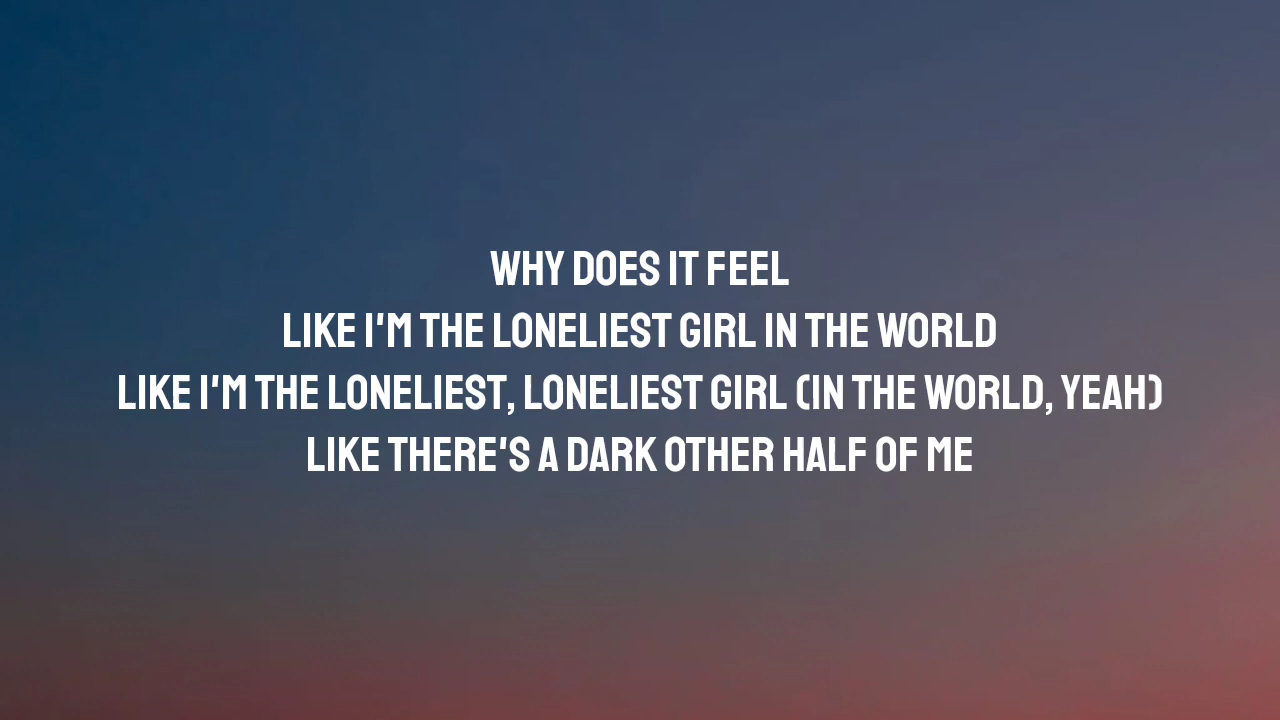 WHY DOES IT FEEL
LIKE I'M THE LONELIEST GIRL IN THE WORLD
LIKE I'M THE LONELIEST, LONELIEST GIRL (IN THE WORLD, YEAH)
LIKE THERE'S A DARK OTHER HALF OF ME